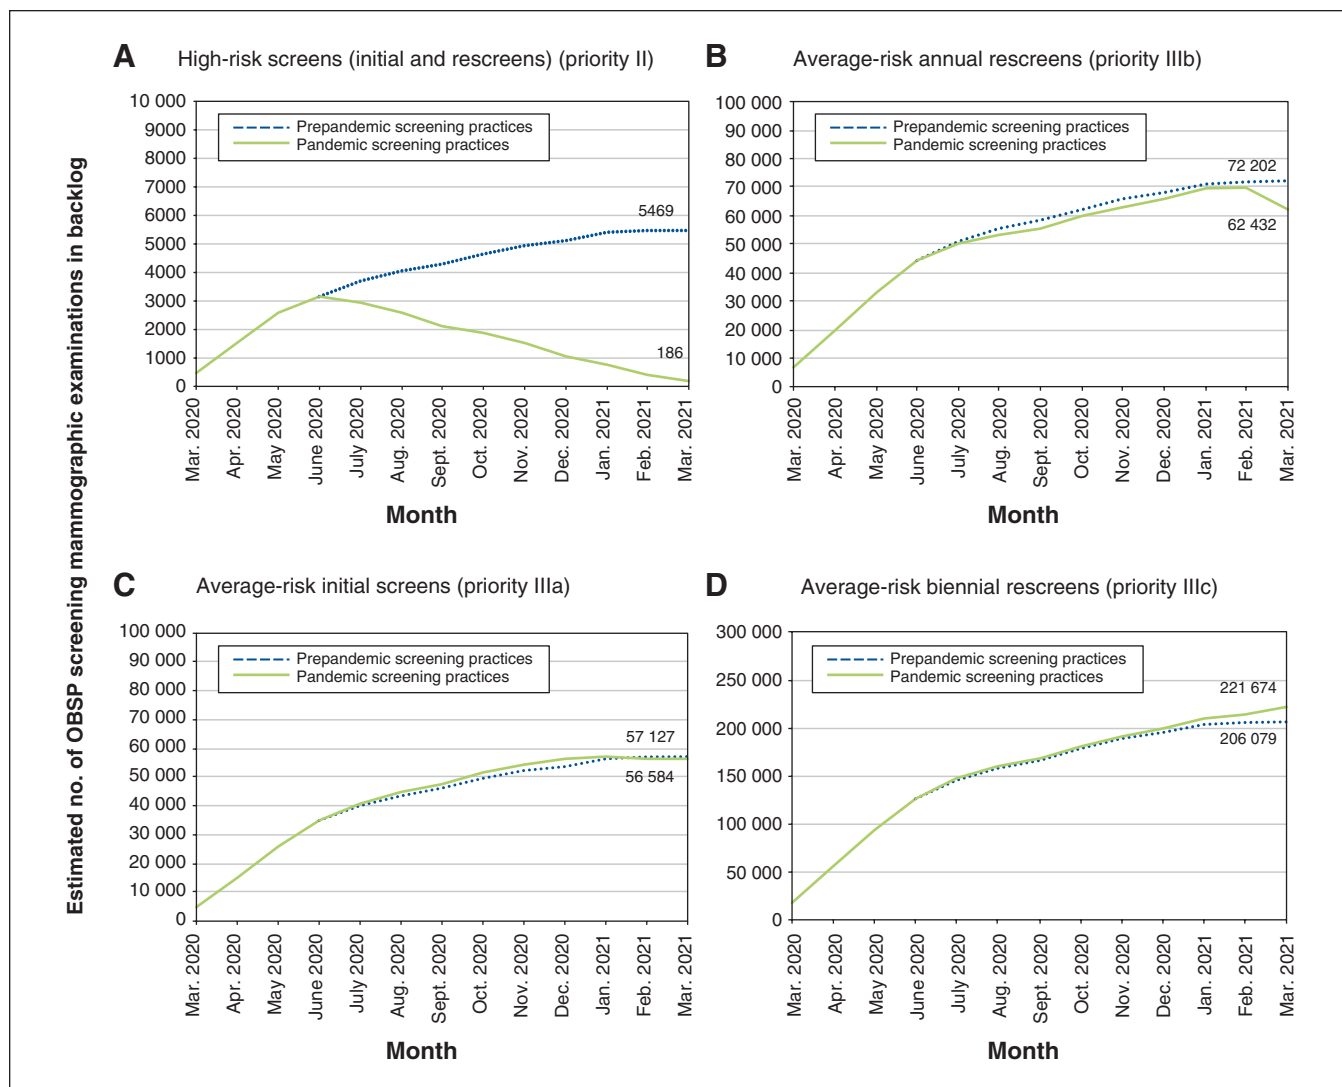 Estimated no. of OBSP screening mammographic examinations in backlog
A High-risk screens (initial and rescreens) (priority II)
10 000
9000
8000
7000
6000
5000
4000
3000
2000
1000
0
Prepandemic screening practices
Pandemic screening practices
5469
186
Mar. 2020
Apr. 2020
May 2020
June 2020
July 2020
Aug. 2020
Sept. 2020
Oct. 2020
Nov. 2020
Dec. 2020
Jan. 2021
Feb. 2021
Mar. 2021
Month
B Average-risk annual rescreens (priority IIIb)
100 000
90 000
80 000
70 000
60 000
50 000
40 000
30 000
20 000
10 000
0
Prepandemic screening practices
Pandemic screening practices
72 202
62 432
Mar. 2020
Apr. 2020
May 2020
June 2020
July 2020
Aug. 2020
Sept. 2020
Oct. 2020
Nov. 2020
Dec. 2020
Jan. 2021
Feb. 2021
Mar. 2021
Month
C Average-risk initial screens (priority IIIa)
100 000
90 000
80 000
70 000
60 000
50 000
40 000
30 000
20 000
10 000
0
Prepandemic screening practices
Pandemic screening practices
57 127
56 584
Mar. 2020
Apr. 2020
May 2020
June 2020
July 2020
Aug. 2020
Sept. 2020
Oct. 2020
Nov. 2020
Dec. 2020
Jan. 2021
Feb. 2021
Mar. 2021
Month
D Average-risk biennial rescreens (priority IIIc)
300 000
250 000
200 000
150 000
100 000
50 000
0
Prepandemic screening practices
Pandemic screening practices
221 674
206 079
Mar. 2020
Apr. 2020
May 2020
June 2020
July 2020
Aug. 2020
Sept. 2020
Oct. 2020
Nov. 2020
Dec. 2020
Jan. 2021
Feb. 2021
Mar. 2021
Month